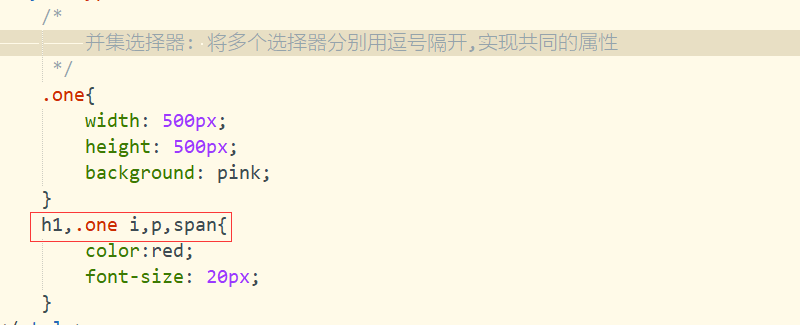 /*
并集选择器: 将多个选择器分别用逗号隔开,实现共同的属性
*/
.one{
width: 500px;
height: 500px;
background: pink;
}
h1,.one i,p,span{
color:red;
font-size: 20px;
}